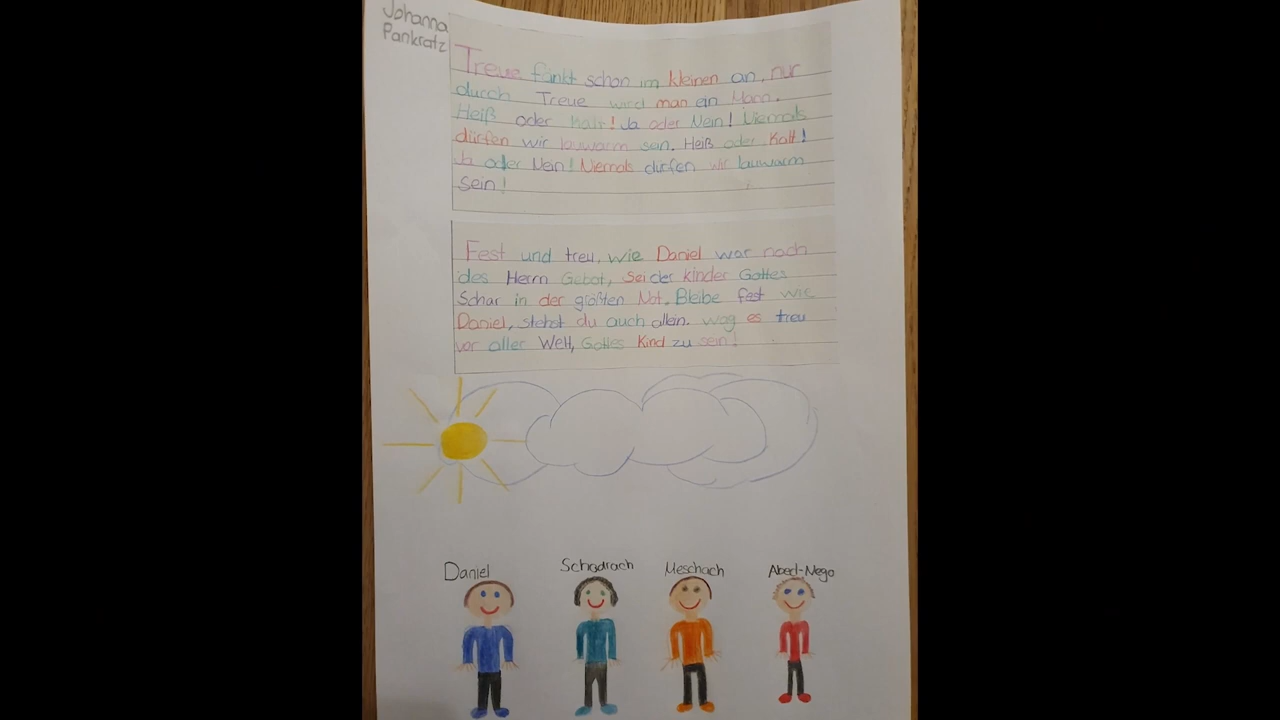 Johanna
Pankratz
Treue fänkt schon im kleinen an, nur
durch Treue wird man ein Mann.
Heiß oder Kalt! Ja oder Nein! Niemals
dürfen wir lauwarm sein. Heiß oder Kalt!
Ja oder Nein! Niemals dürfen wir lauwarm
sein!
Fest und treu, wie Daniel war noch
des Herrn Gebot, sei der kinder Gottes
Schar in der größten Not. Bleibe fest wie
Daniel, stehst du auch allein. wag es treu
vor aller Welt, Gottes Kind zu sein!
Daniel Schadrach Meschach Abed-Nego